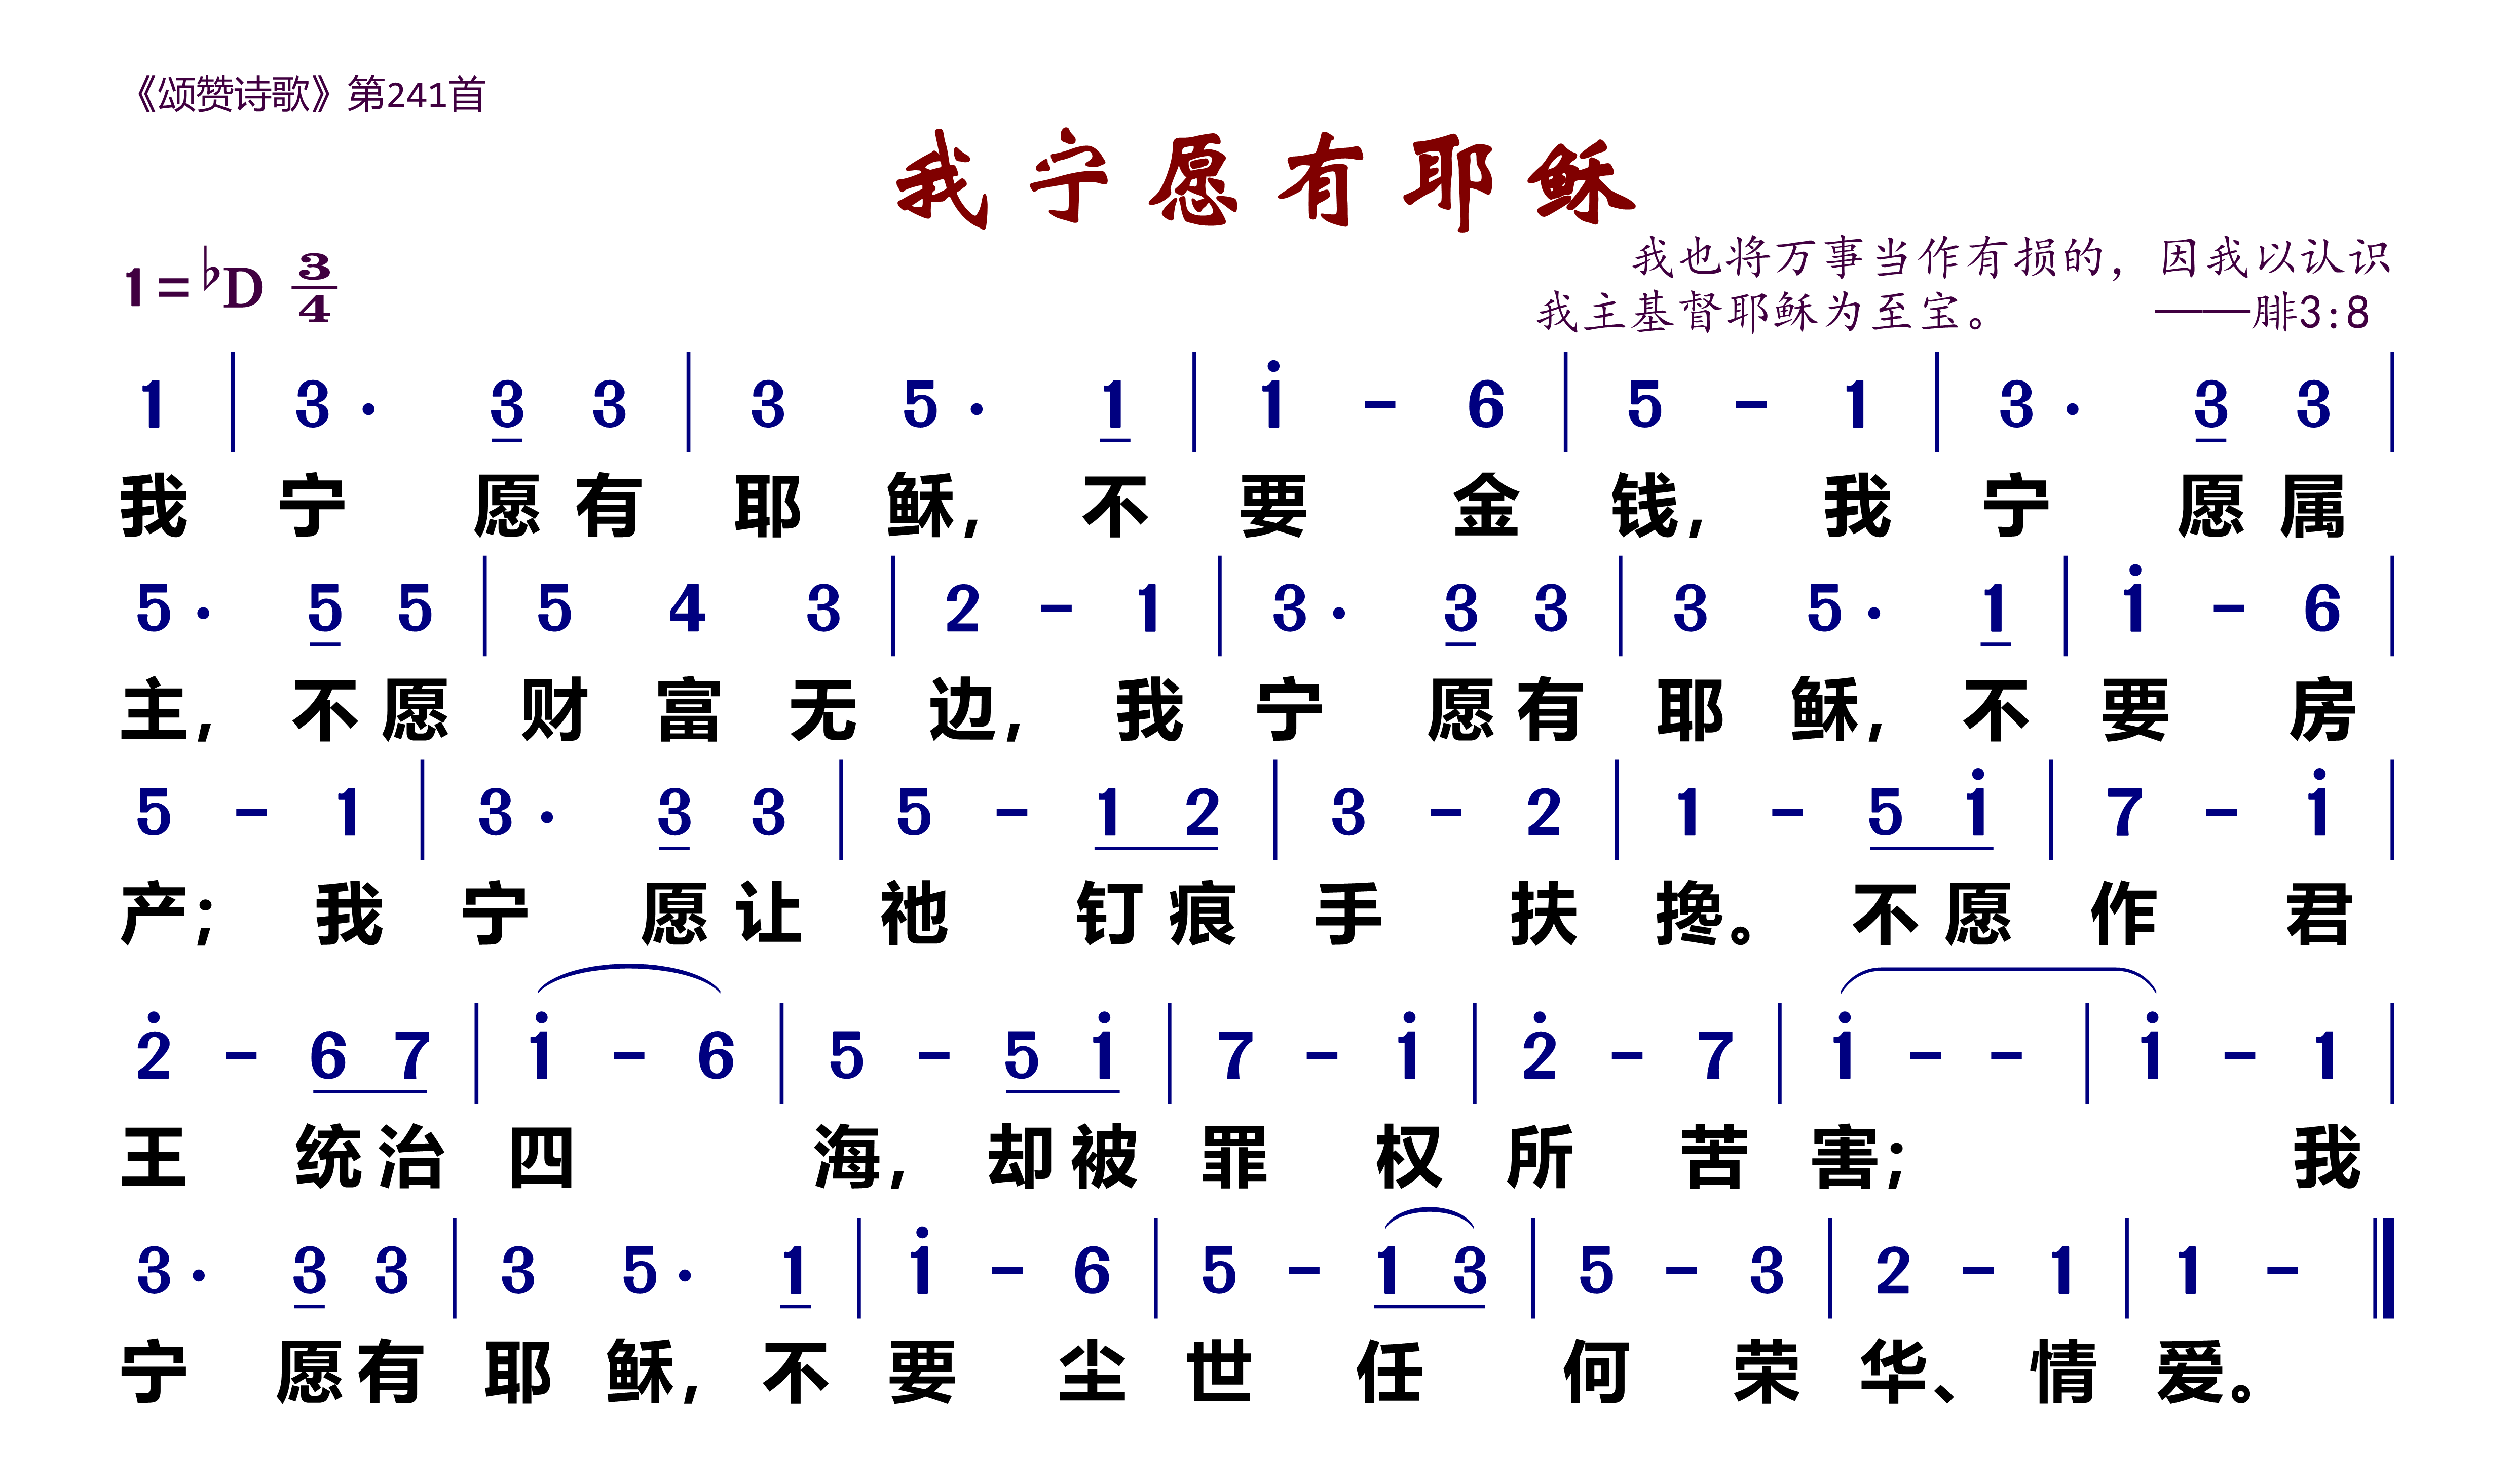 《颂赞诗歌》第241首
我宁愿有耶稣
1=♭D 3/4
我也将万事当作有损的，因我以认识
我主基督耶稣为至宝。 ——腓3:8
1 | 3· 3 3 | 3 5· 1 | i - 6 | 5 - 1 | 3· 3 3 |
我 宁 愿 有 耶 稣, 不 要 金 钱, 我 宁 愿 属
5· 5 5 | 5 4 3 | 2 - 1 | 3· 3 3 | 3 5· 1 | i - 6 |
主, 不 愿 财 富 无 边, 我 宁 愿 有 耶 稣, 不 要 房
5 - 1 | 3· 3 3 | 5 - 1 2 | 3 - 2 | 1 - 5 i | 7 - i |
产; 我 宁 愿 让 祂 钉 痕 手 扶 搀。 不 愿 作 君
2̇ - 6 7 | i - 6 | 5 - 5 i | 7 - i | 2̇ - 7 | i - - | i - 1 |
王 统 治 四 海, 却 被 罪 权 所 苦 害; 我
3· 3 3 | 3 5· 1 | i - 6 | 5 - 1 3 | 5 - 3 | 2 - 1 | 1 - ‖
宁 愿 有 耶 稣, 不 要 尘 世 任 何 荣 华、 情 爱。